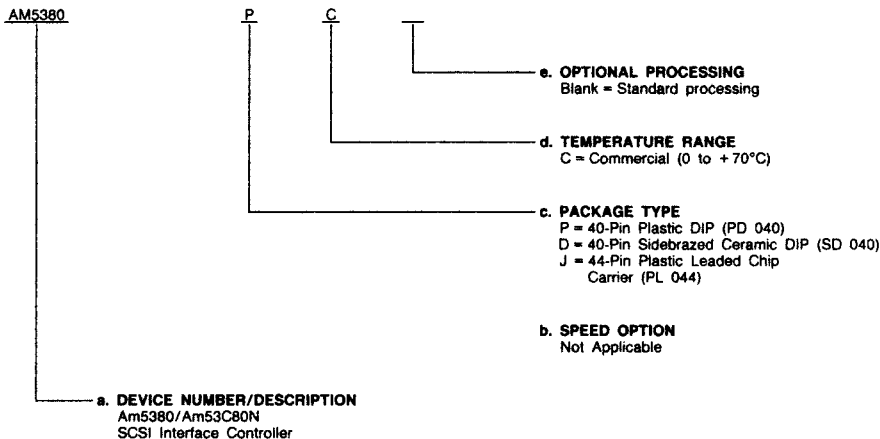 AM5380 P C
e. OPTIONAL PROCESSING
Blank = Standard processing
d. TEMPERATURE RANGE
C = Commercial (0 to +70°C)
c. PACKAGE TYPE
P = 40-Pin Plastic DIP (PD 040)
D = 40-Pin Sidebrazed Ceramic DIP (SD 040)
J = 44-Pin Plastic Leaded Chip
Carrier (PL 044)
b. SPEED OPTION
Not Applicable
a. DEVICE NUMBER/DESCRIPTION
Am5380/Am53C80N
SCSI Interface Controller